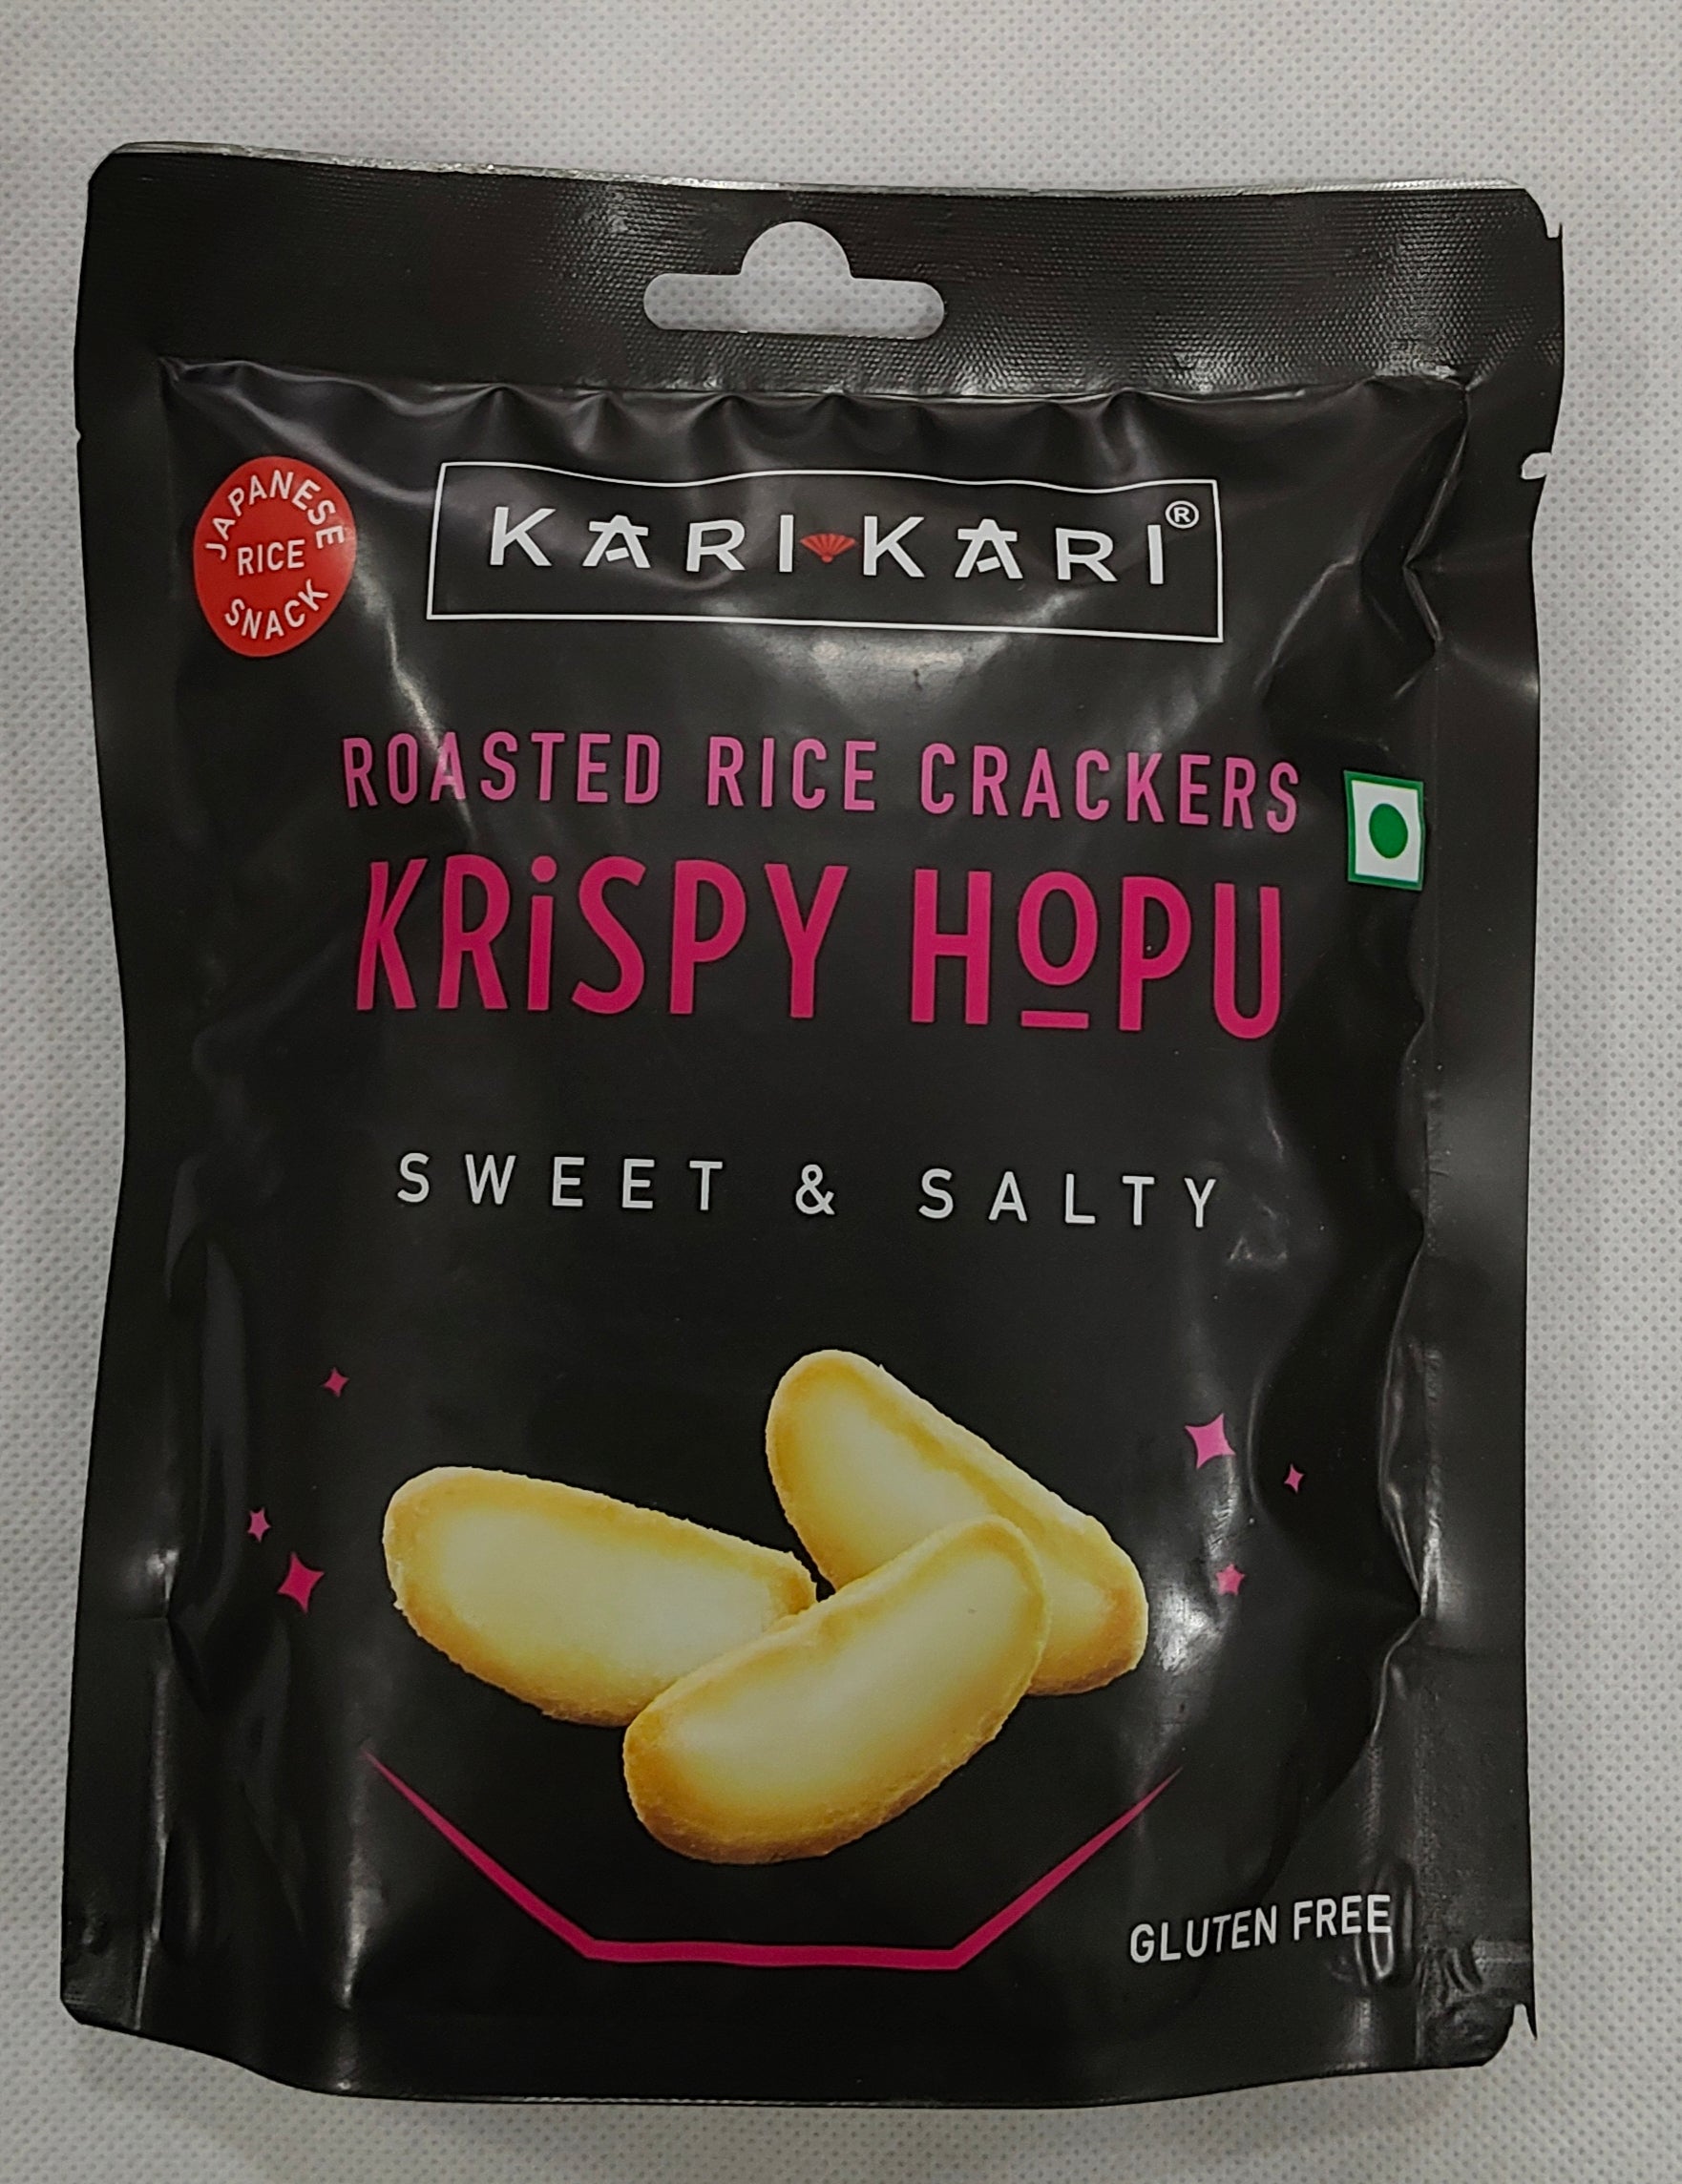 JAPANESE
RICE
SNACK
KARI KARI®
ROASTED RICE CRACKERS
KRiSPY HOPU
SWEET & SALTY
GLUTEN FREE